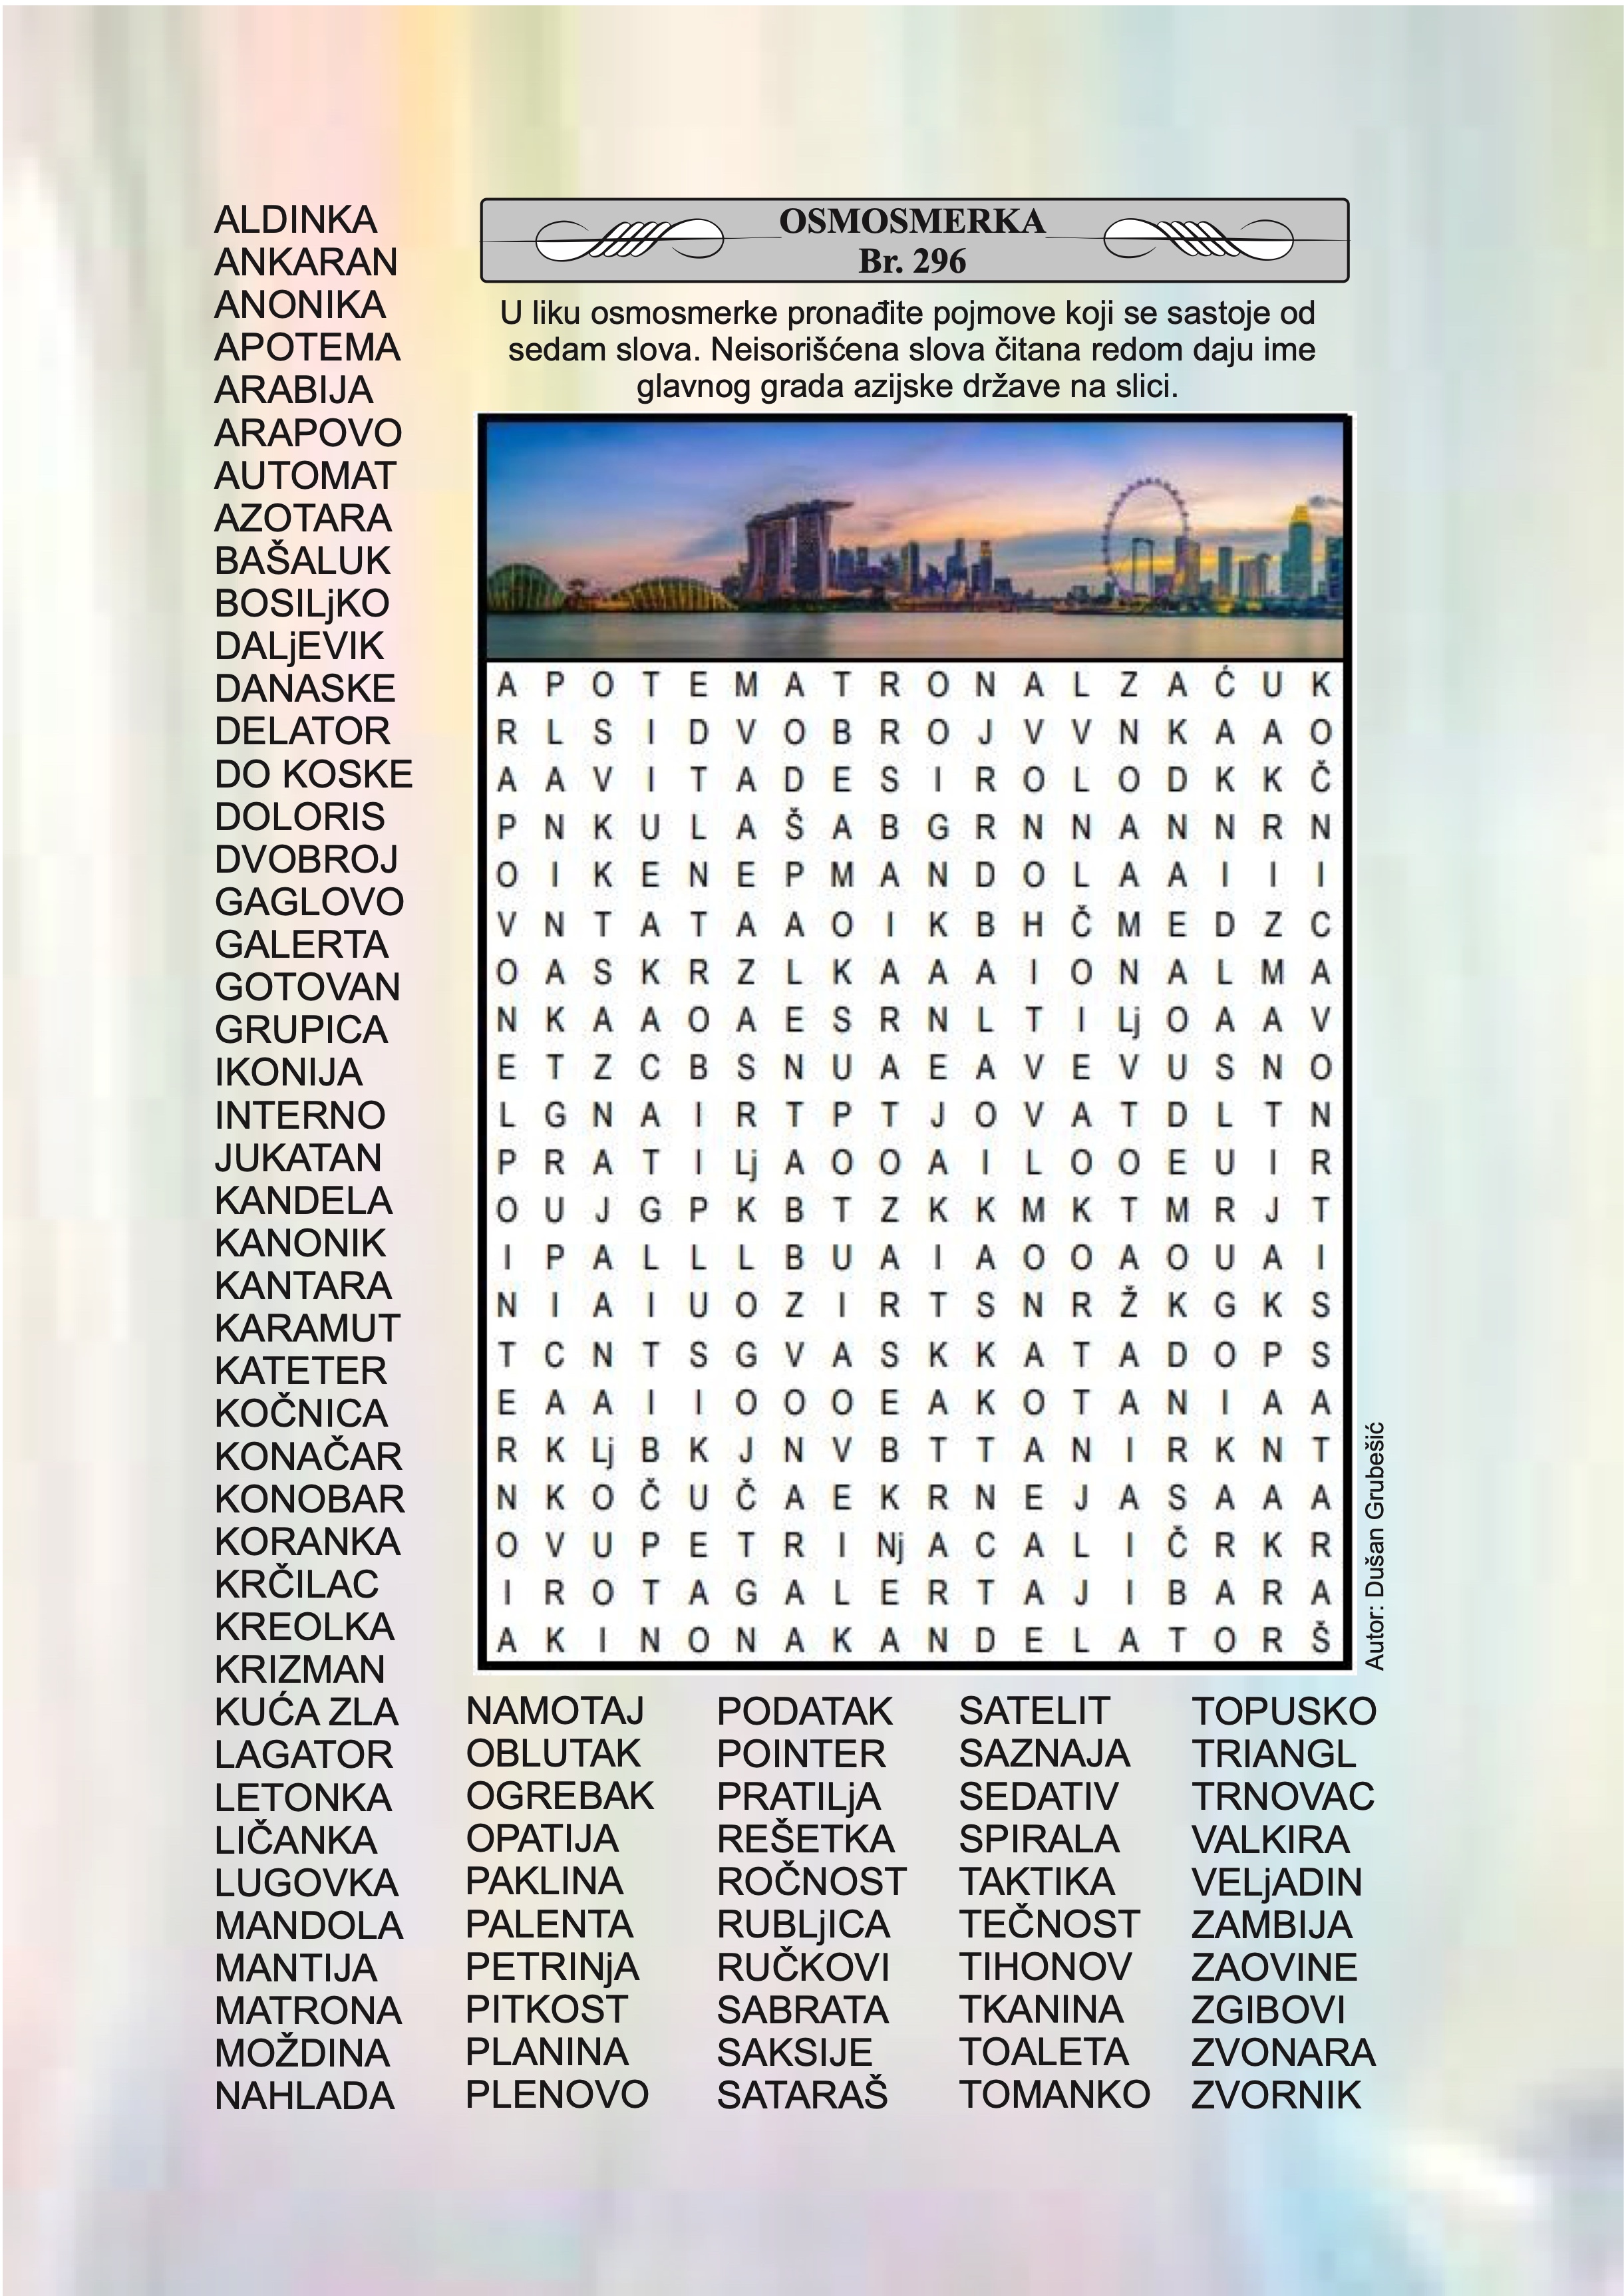 OSMOSMERKA
Br. 296
U liku osmosmerke pronađite pojmove koji se sastoje od
sedam slova. Neisorišćena slova čitana redom daju ime
glavnog grada azijske države na slici.
ALDINKA
ANKARAN
ANONIKA
APOTEMA
ARABIJA
ARAPOVO
AUTOMAT
AZOTARA
BAŠALUK
BOSILjKO
DALjEVIK
DANASKE
DELATOR
DO KOSKE
DOLORIS
DVOBROJ
GAGLOVO
GALERTA
GOTOVAN
GRUPICA
IKONIJA
INTERNO
JUKATAN
KANDELA
KANONIK
KANTARA
KARAMUT
KATETER
KOČNICA
KONAČAR
KONOBAR
KORANKA
KRČILAC
KREOLKA
KRIZMAN
KUĆA ZLA
LAGATOR
LETONKA
LIČANKA
LUGOVKA
MANDOLA
MANTIJA
MATRONA
MOŽDINA
NAHLADA
A P O T E M A T R O N A L Z A Ć U K
R L S I D V O B R O J V V N K A A O
A A V I T A D E S I R O L O D K K Č
P N K U L A Š A B G R N N A N N R N
O I K E N E P M A N D O L A A I I I
V N T A T A A O I K B H Č M E D Z C
O A S K R Z L K A A A I O N A L M A
N K A A O A E S R N L T I Lj O A A V
E T Z C B S N U A E A V E V U S N O
L G N A I R T P T J O V A T D L T N
P R A T I Lj A O O A I L O O E U I R
O U J G P K B T Z K K M K T M R J T
I P A L L L B U A I A O O A O U A I
N I A I U O Z I R T S N R Ž K G K S
T C N T S G V A S K K A T A D O P S
E A A I I O O O E A K O T A N I A A
R K Lj B K J N V B T T A N I R K N T
N K O Č U Č A E K R N E J A S A A A
O V U P E T R I Nj A C A L I Č R K R
I R O T A G A L E R T A J I B A R A
A K I N O N A K A N D E L A T O R Š
Autor: Dušan Grubešić
NAMOTAJ
OBLUTAK
OGREBAK
OPATIJA
PAKLINA
PALENTA
PETRINjA
PITKOST
PLANINA
PLENOVO
PODATAK
POINTER
PRATILjA
REŠETKA
ROČNOST
RUBLjICA
RUČKOVI
SABRATA
SAKSIJE
SATARAŠ
SATELIT
SAZNAJA
SEDATIV
SPIRALA
TAKTIKA
TEČNOST
TIHONOV
TKANINA
TOALETA
TOMANKO
TOPUSKO
TRIANGL
TRNOVAC
VALKIRA
VELjADIN
ZAMBIJA
ZAOVINE
ZGIBOVI
ZVONARA
ZVORNIK